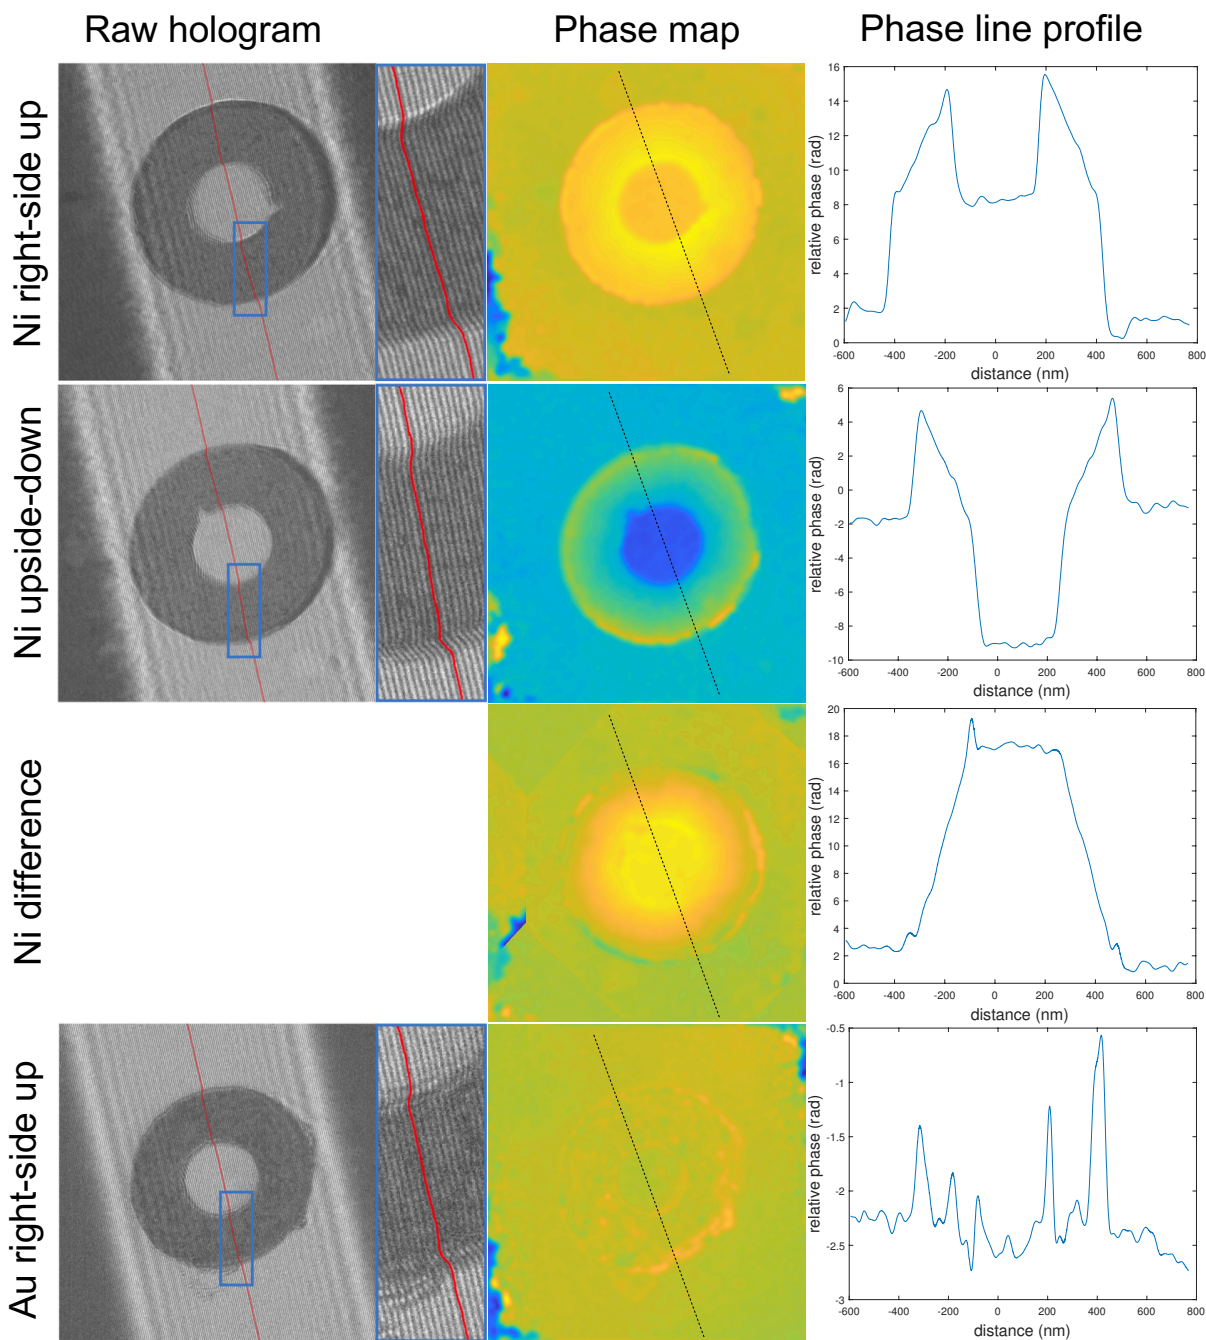 Raw hologram
Phase map
Phase line profile
Ni right-side up
relative phase (rad)
16
14
12
10
8
6
4
2
0
-600 -400 -200 0 200 400 600 800
distance (nm)
Ni upside-down
relative phase (rad)
6
4
2
0
-2
-4
-6
-8
-10
-600 -400 -200 0 200 400 600 800
distance (nm)
Ni difference
relative phase (rad)
20
18
16
14
12
10
8
6
4
2
0
-600 -400 -200 0 200 400 600 800
distance (nm)
Au right-side up
relative phase (rad)
-0.5
-1
-1.5
-2
-2.5
-3
-600 -400 -200 0 200 400 600 800
distance (nm)